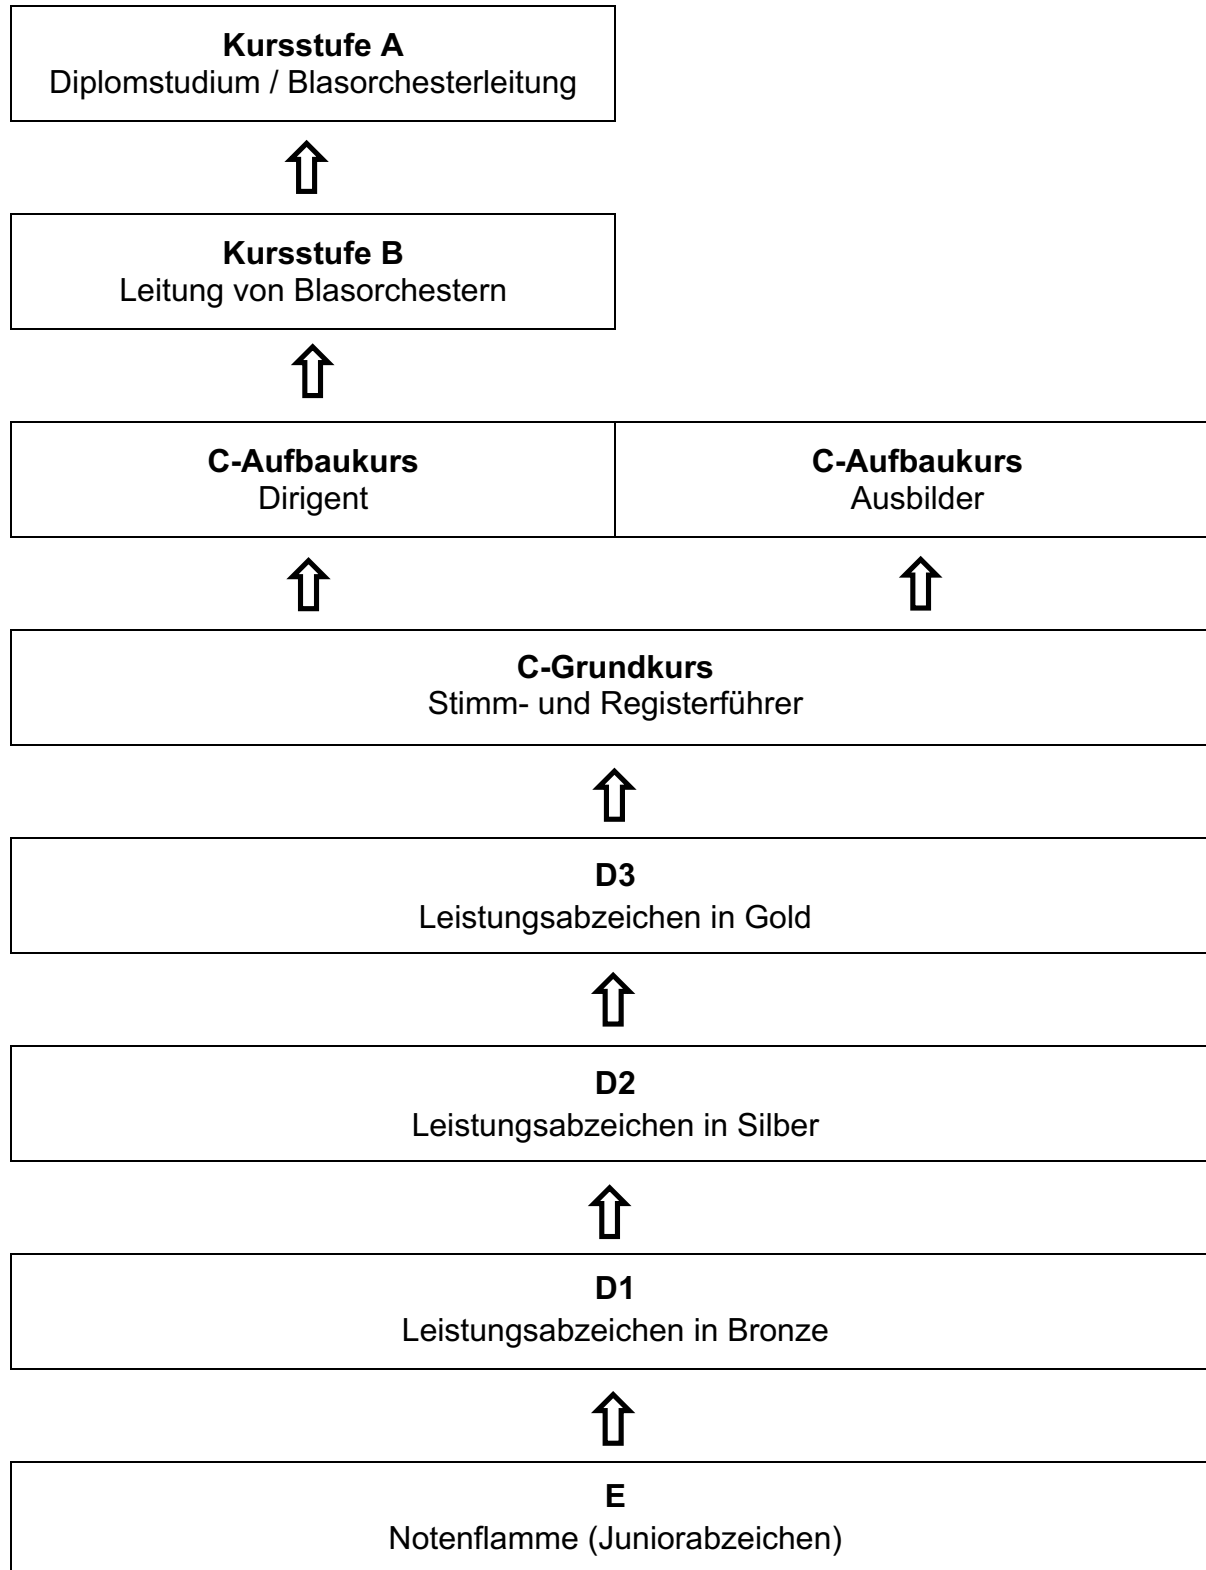 Kursstufe A
Diplomstudium / Blasorchesterleitung
Kursstufe B
Leitung von Blasorchestern
C-Aufbaukurs
Dirigent
C-Aufbaukurs
Ausbilder
C-Grundkurs
Stimm- und Registerführer
D3
Leistungsabzeichen in Gold
D2
Leistungsabzeichen in Silber
D1
Leistungsabzeichen in Bronze
E
Notenflamme (Juniorabzeichen)